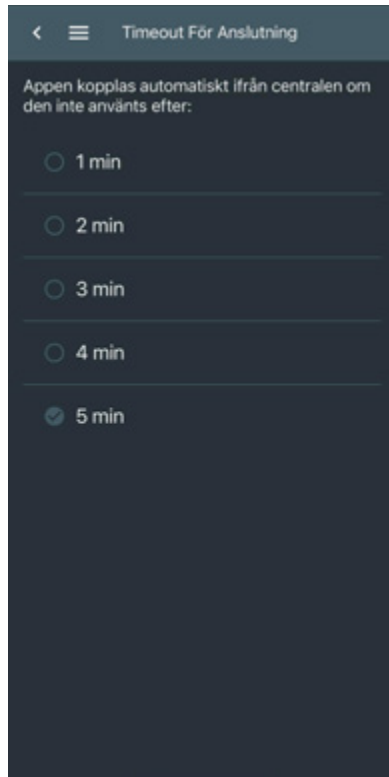 Timeout För Anslutning
Appen kopplas automatiskt ifrån centralen om
den inte använts efter:
1 min
2 min
3 min
4 min
5 min